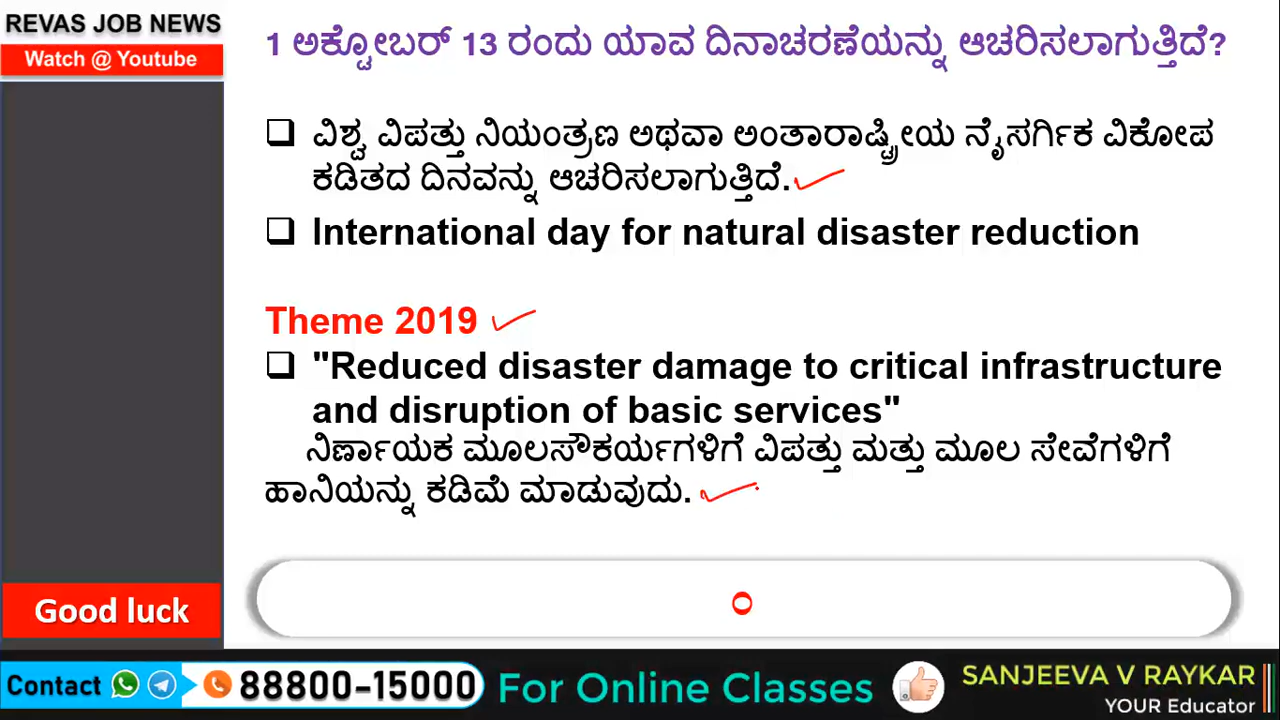 REVAS JOB NEWS
Watch @ Youtube
1 ಅಕ್ಟೋಬರ್ 13 ರಂದು ಯಾವ ದಿನಾಚರಣೆಯನ್ನು ಆಚರಿಸಲಾಗುತ್ತಿದೆ?
❑ ವಿಶ್ವ ವಿಪತ್ತು ನಿಯಂತ್ರಣ ಅಥವಾ ಅಂತಾರಾಷ್ಟ್ರೀಯ ನೈಸರ್ಗಿಕ ವಿಕೋಪ
ಕಡಿತದ ದಿನವನ್ನು ಆಚರಿಸಲಾಗುತ್ತಿದೆ.
❑ International day for natural disaster reduction
Theme 2019
❑ "Reduced disaster damage to critical infrastructure
and disruption of basic services"
ನಿರ್ಣಾಯಕ ಮೂಲಸೌಕರ್ಯಗಳಿಗೆ ವಿಪತ್ತು ಮತ್ತು ಮೂಲ ಸೇವೆಗಳಿಗೆ
ಹಾನಿಯನ್ನು ಕಡಿಮೆ ಮಾಡುವುದು.
೦
Good luck
Contact 88800-15000 For Online Classes
SANJEEVA V RAYKAR
YOUR Educator